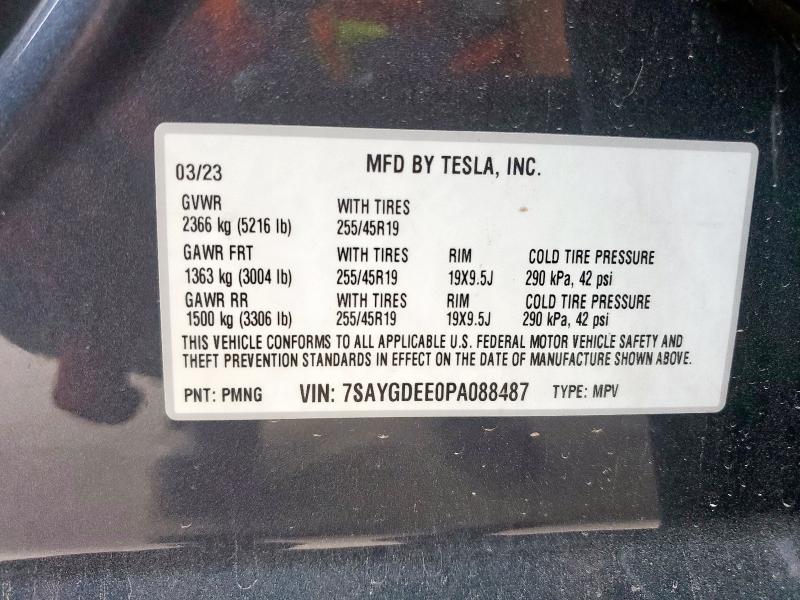 03/23 MFD BY TESLA, INC.
GVWR WITH TIRES
2366 kg (5216 lb) 255/45R19
GAWR FRT WITH TIRES RIM COLD TIRE PRESSURE
1363 kg (3004 lb) 255/45R19 19X9.5J 290 kPa, 42 psi
GAWR RR WITH TIRES RIM COLD TIRE PRESSURE
1500 kg (3306 lb) 255/45R19 19X9.5J 290 kPa, 42 psi
THIS VEHICLE CONFORMS TO ALL APPLICABLE U.S. FEDERAL MOTOR VEHICLE SAFETY AND
THEFT PREVENTION STANDARDS IN EFFECT ON THE DATE OF MANUFACTURE SHOWN ABOVE.
PNT: PMNG VIN: 7SAYGDEE0PA088487 TYPE: MPV